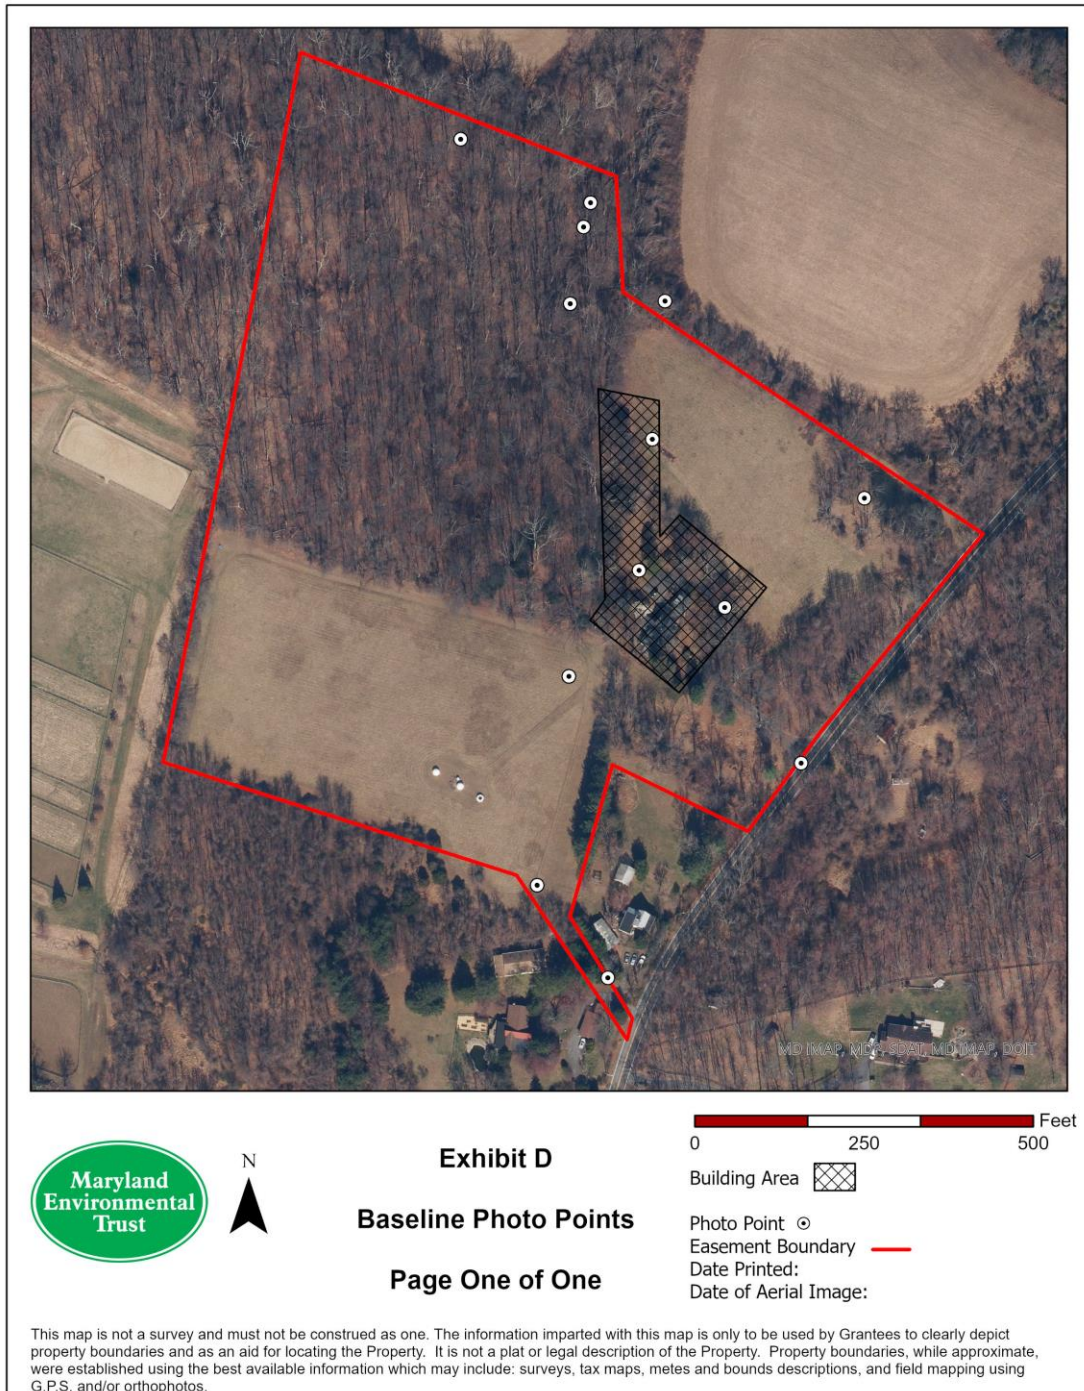 MD iMAP, MDP, SDAT, MD iMAP, DOIT
Feet
0 250 500
Maryland
Environmental
Trust
N
Exhibit D
Baseline Photo Points
Page One of One
Building Area
Photo Point
Easement Boundary
Date Printed:
Date of Aerial Image:
This map is not a survey and must not be construed as one. The information imparted with this map is only to be used by Grantees to clearly depict
property boundaries and as an aid for locating the Property. It is not a plat or legal description of the Property. Property boundaries, while approximate,
were established using the best available information which may include: surveys, tax maps, metes and bounds descriptions, and field mapping using
G.P.S. and/or orthophotos.